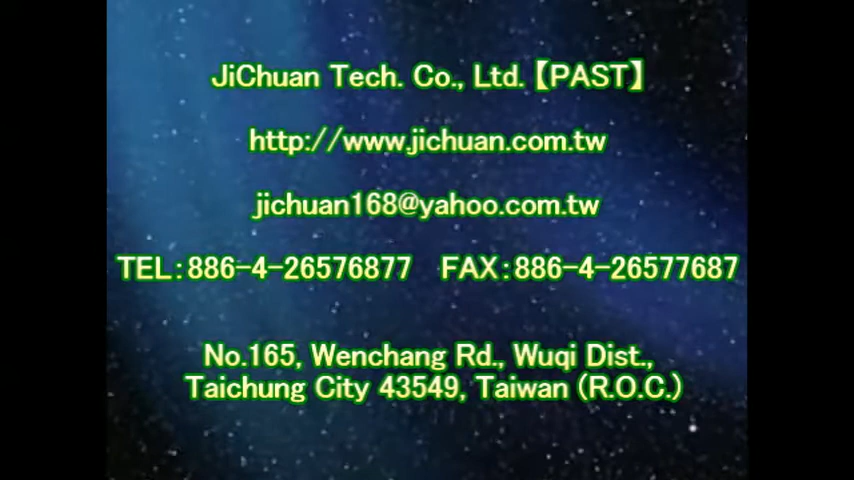 JiChuan Tech. Co., Ltd.【PAST】
http://www.jichuan.com.tw
jichuan168@yahoo.com.tw
TEL:886-4-26576877 FAX:886-4-26577687
No.165, Wenchang Rd., Wuqi Dist.,
Taichung City 43549, Taiwan (R.O.C.)